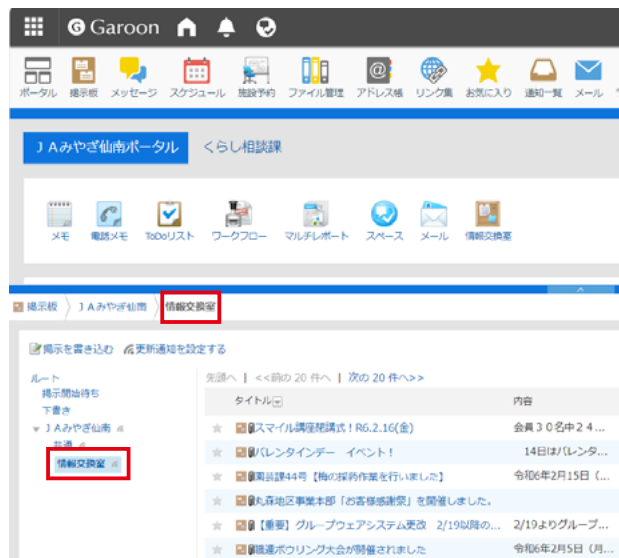 Garoon
ポータル 掲示板 メッセージ スケジュール 施設予約 ファイル管理 アドレス帳 リンク集 お気に入り 通知一覧 メール
ＪＡみやぎ仙南ポータル くらし相談課
メモ 電話メモ ToDoリスト ワークフロー マルチレポート スペース メール 情報交換室
掲示板 ＪＡみやぎ仙南 情報交換室
掲示を書き込む 更新通知を設定する
ルート
掲示開始待ち
下書き
ＪＡみやぎ仙南
共通
情報交換室
先頭へ | <<前の 20 件へ | 次の 20 件へ>>
タイトル 内容
スマイル講座閉講式！R6.2.16(金) 会員３０名中２４...
バレンタインデー イベント！ 14日はバレンタ...
園芸課44号【梅の採葯作業を行いました】 令和6年2月15日（...
丸森地区事業本部「お客様感謝祭」を開催しました。
【重要】グループウェアシステム更改 2/19以降の... 2/19よりグループ...
職連ボウリング大会が開催されました 令和6年2月5日（月...